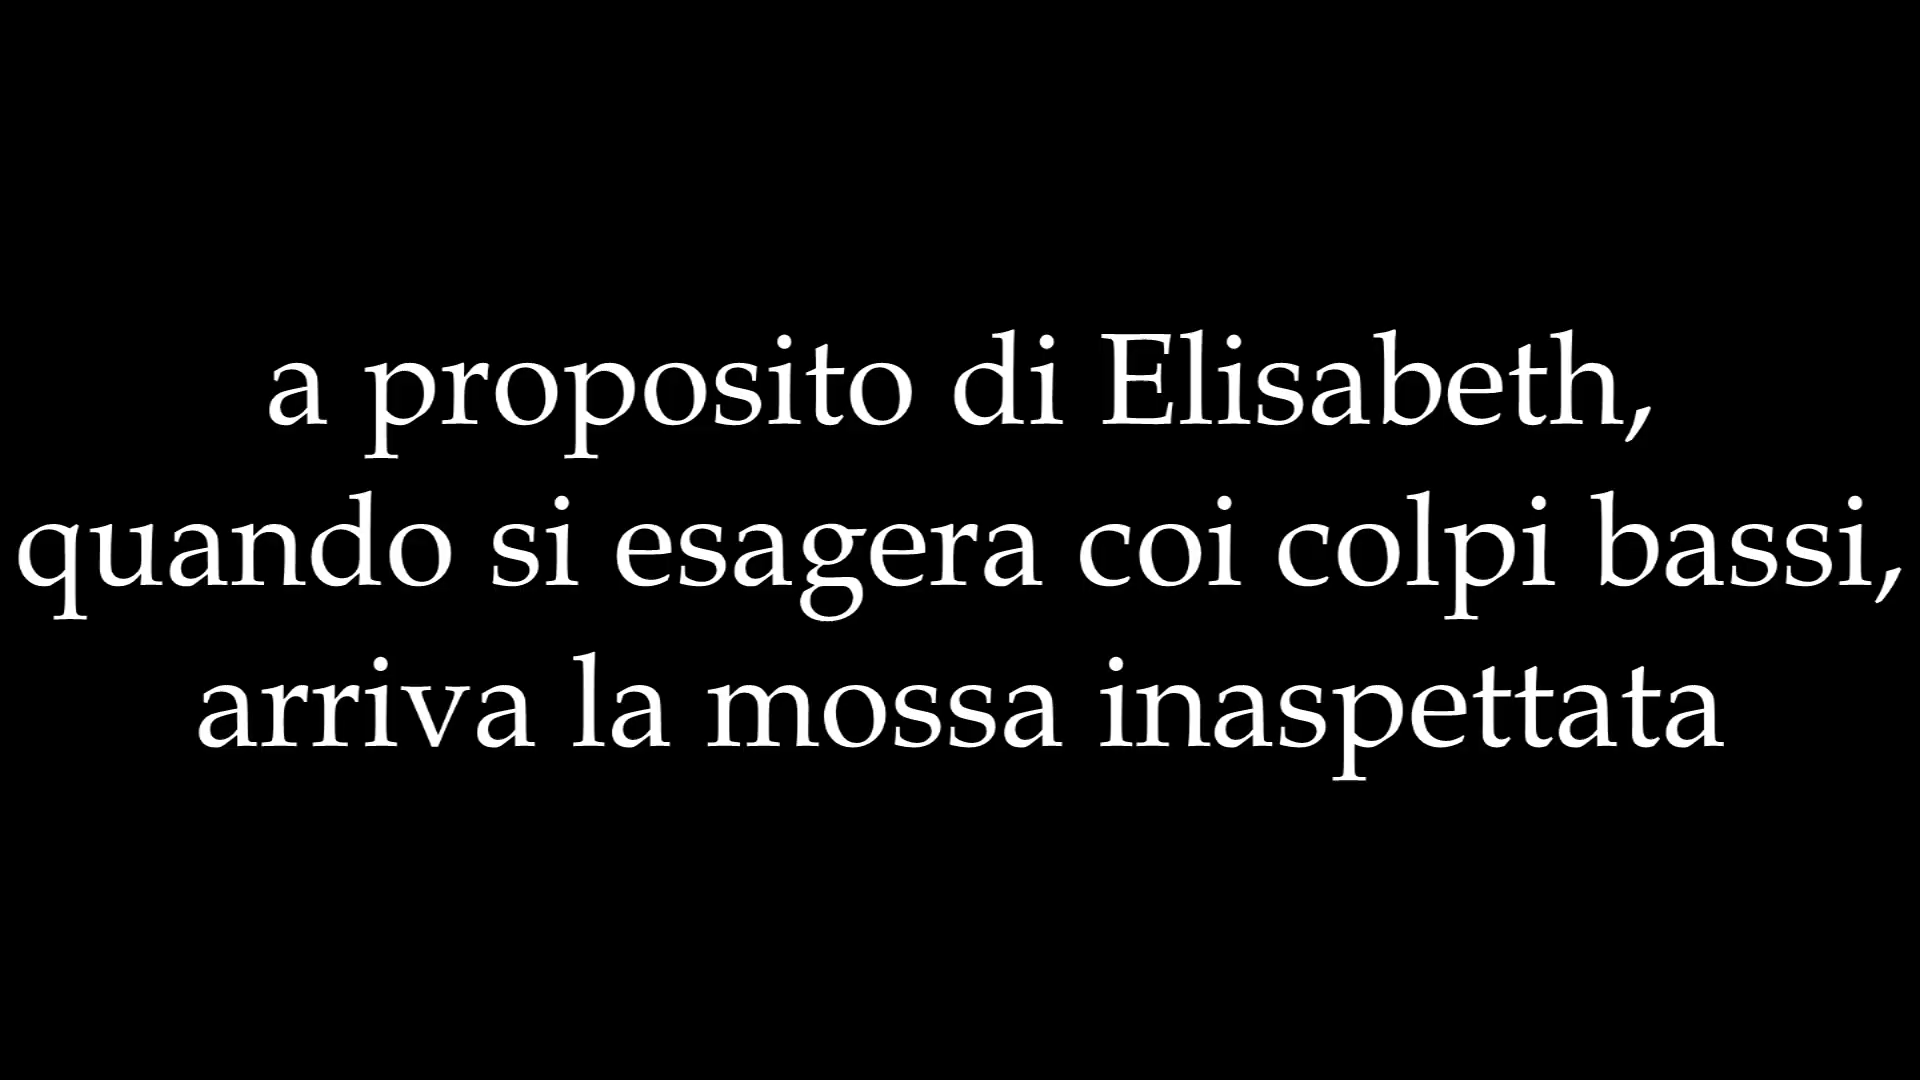 a proposito di Elisabeth,
quando si esagera coi colpi bassi,
arriva la mossa inaspettata